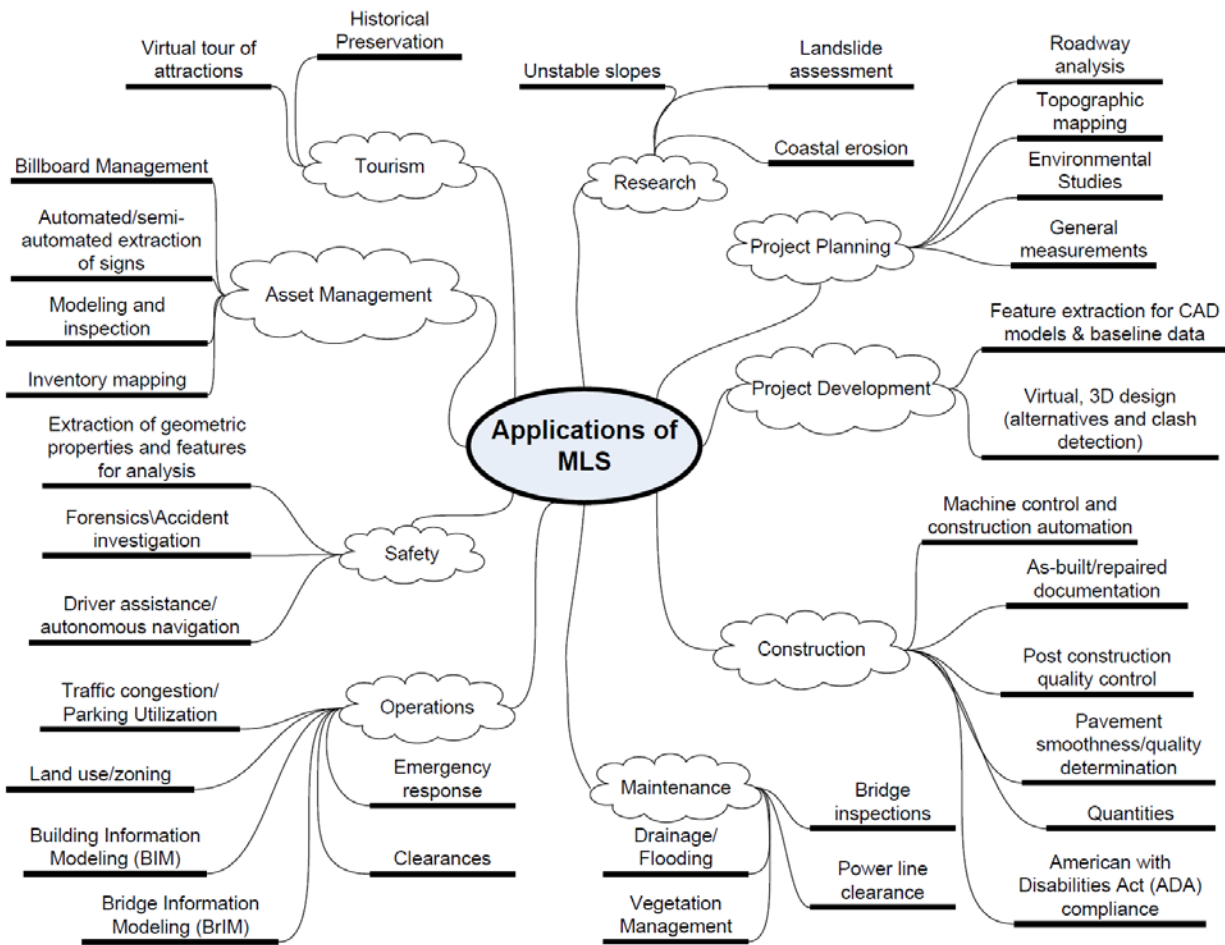 Historical
Preservation
Virtual tour of
attractions
Tourism
Unstable slopes
Landslide
assessment
Coastal erosion
Research
Roadway
analysis
Topographic
mapping
Environmental
Studies
General
measurements
Project Planning
Billboard Management
Automated/semi-
automated extraction
of signs
Modeling and
inspection
Inventory mapping
Asset Management
Feature extraction for CAD
models & baseline data
Virtual, 3D design
(alternatives and clash
detection)
Project Development
Applications of
MLS
Extraction of geometric
properties and features
for analysis
Forensics\Accident
investigation
Driver assistance/
autonomous navigation
Safety
Machine control and
construction automation
As-built/repaired
documentation
Post construction
quality control
Pavement
smoothness/quality
determination
Quantities
American with
Disabilities Act (ADA)
compliance
Construction
Traffic congestion/
Parking Utilization
Land use/zoning
Building Information
Modeling (BIM)
Bridge Information
Modeling (BrIM)
Operations
Emergency
response
Clearances
Maintenance
Drainage/
Flooding
Vegetation
Management
Bridge
inspections
Power line
clearance